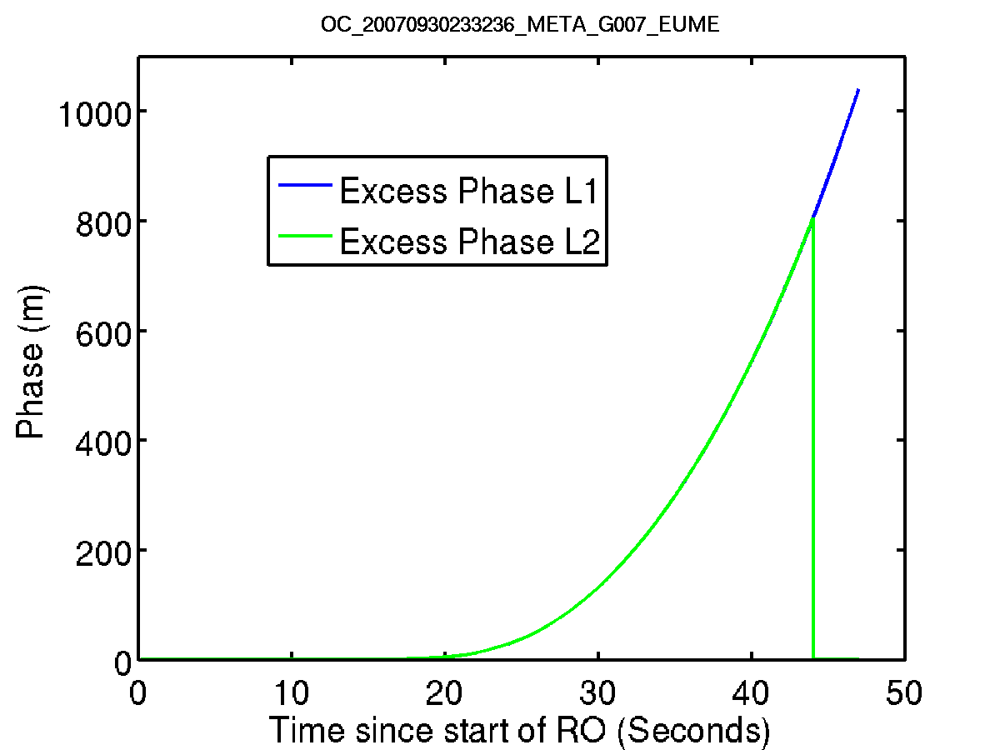 OC_20070930233236_META_G007_EUME
1000
800
600
400
200
0
Phase (m)
Excess Phase L1
Excess Phase L2
0 10 20 30 40 50
Time since start of RO (Seconds)